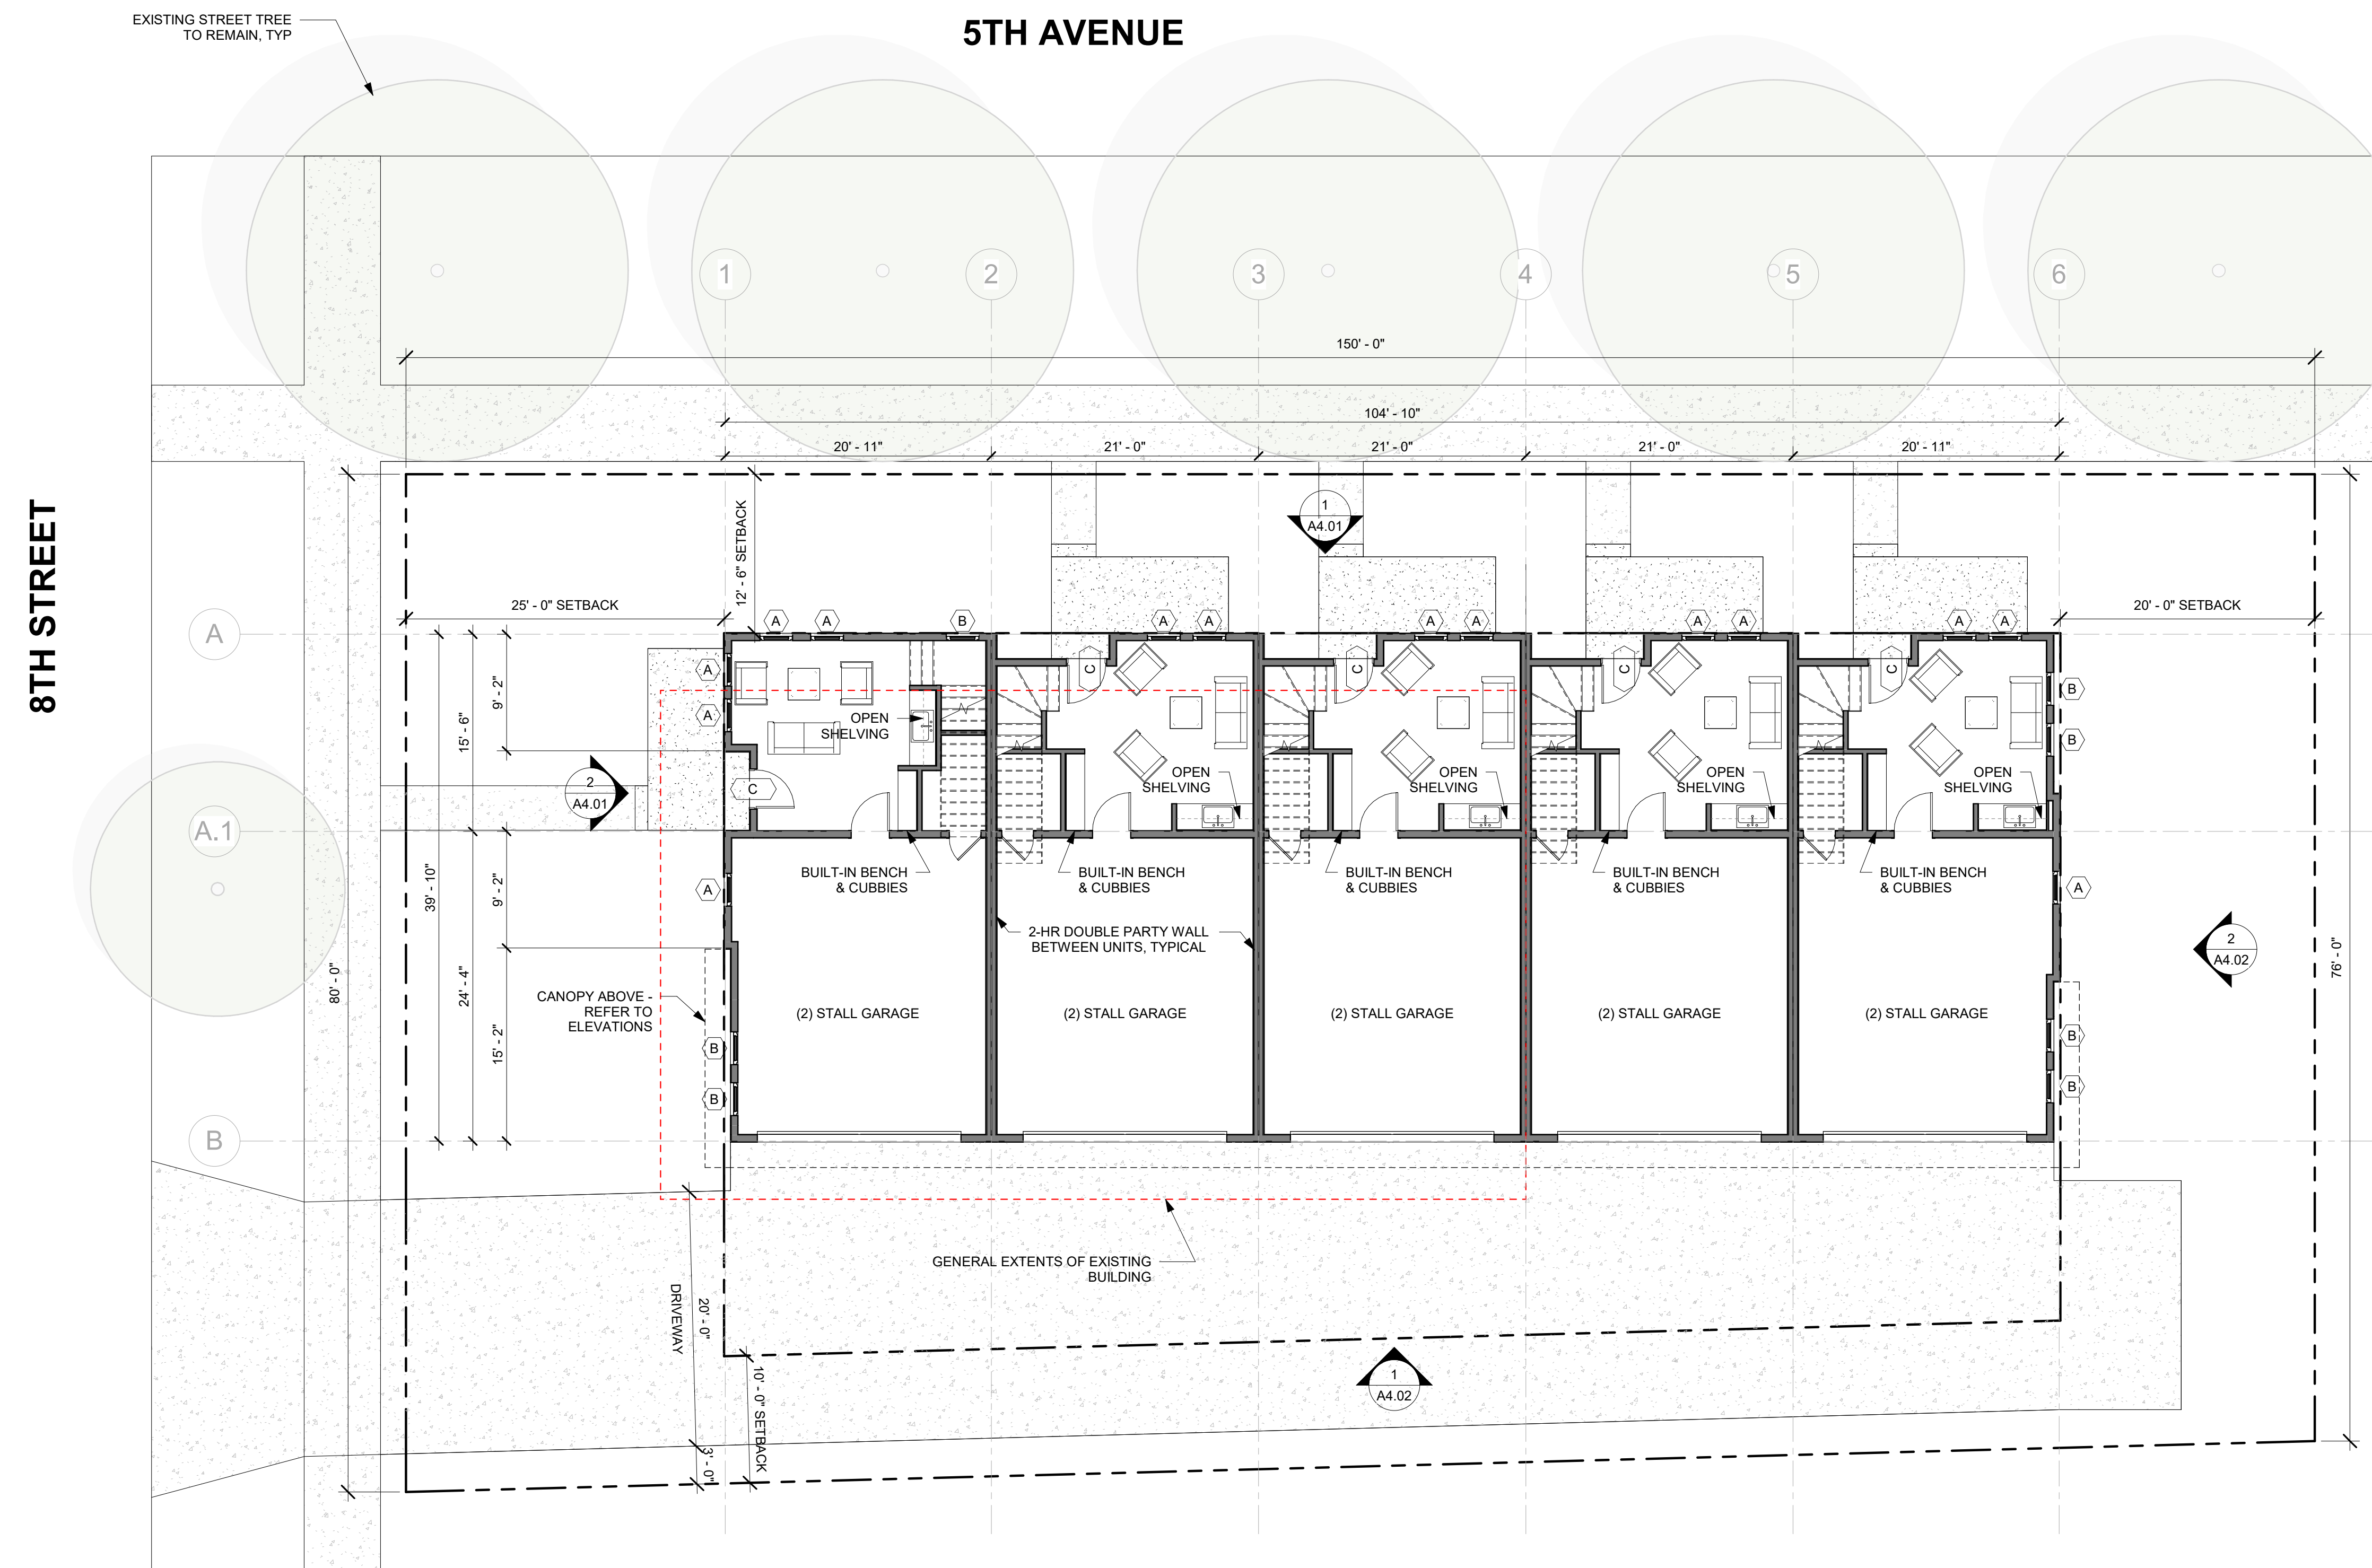 EXISTING STREET TREE
TO REMAIN, TYP
5TH AVENUE
8TH STREET
1
2
3
4
5
6
150' - 0"
104' - 10"
20' - 11"
21' - 0"
21' - 0"
21' - 0"
20' - 11"
12' - 6" SETBACK
1
A4.01
25' - 0" SETBACK
20' - 0" SETBACK
A
A
A
B
A
A
A
A
A
A
A
A
A
A
C
C
C
C
B
B
9' - 2"
15' - 6"
OPEN
SHELVING
OPEN
SHELVING
OPEN
SHELVING
OPEN
SHELVING
OPEN
SHELVING
2
A4.01
C
A.1
39' - 10"
9' - 2"
24' - 4"
15' - 2"
80' - 0"
76' - 0"
A
A
BUILT-IN BENCH
& CUBBIES
BUILT-IN BENCH
& CUBBIES
BUILT-IN BENCH
& CUBBIES
BUILT-IN BENCH
& CUBBIES
BUILT-IN BENCH
& CUBBIES
2-HR DOUBLE PARTY WALL
BETWEEN UNITS, TYPICAL
2
A4.02
CANOPY ABOVE -
REFER TO
ELEVATIONS
(2) STALL GARAGE
(2) STALL GARAGE
(2) STALL GARAGE
(2) STALL GARAGE
(2) STALL GARAGE
B
B
B
B
B
GENERAL EXTENTS OF EXISTING
BUILDING
20' - 0"
DRIVEWAY
10' - 0" SETBACK
3' - 0"
1
A4.02